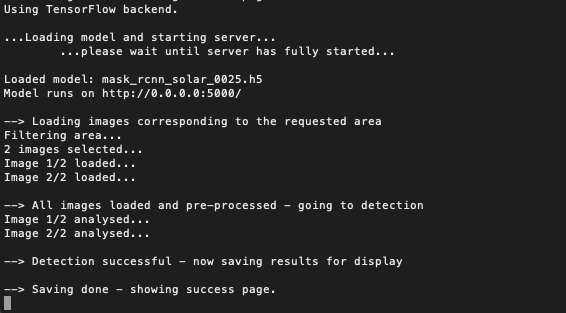 Using TensorFlow backend.
...Loading model and starting server...
...please wait until server has fully started...
Loaded model: mask_rcnn_solar_0025.h5
Model runs on http://0.0.0.0:5000/
--> Loading images corresponding to the requested area
Filtering area...
2 images selected...
Image 1/2 loaded...
Image 2/2 loaded...
--> All images loaded and pre-processed - going to detection
Image 1/2 analysed...
Image 2/2 analysed...
--> Detection successful - now saving results for display
--> Saving done - showing success page.